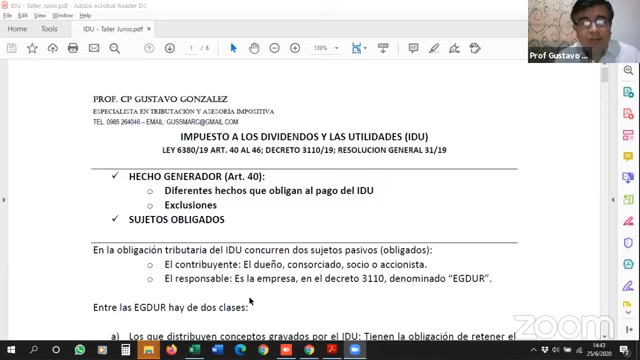 IDU - Taller Junio.pdf - Adobe Acrobat Reader DC
File Edit View Window Help
Home Tools IDU - Taller Junio.pdf ×
1 / 6 139%
Prof Gustavo ...
PROF. CP GUSTAVO GONZALEZ
ESPECIALISTA EN TRIBUTACIÓN Y ASESORÍA IMPOSITIVA
TEL. 0985 264046 – EMAIL: GUSSMARC@GMAIL.COM
IMPUESTO A LOS DIVIDENDOS Y LAS UTILIDADES (IDU)
LEY 6380/19 ART. 40 AL 46; DECRETO 3110/19; RESOLUCION GENERAL 31/19
✓ HECHO GENERADOR (Art. 40):
o Diferentes hechos que obligan al pago del IDU
o Exclusiones
✓ SUJETOS OBLIGADOS
En la obligación tributaria del IDU concurren dos sujetos pasivos (obligados):
o El contribuyente: El dueño, consorciado, socio o accionista.
o El responsable: Es la empresa, en el decreto 3110, denominado “EGDUR”.
Entre las EGDUR hay de dos clases:
a) Los que distribuyen conceptos gravados por el IDU: Tienen la obligación de retener el
zoom
14:43
25/6/2020